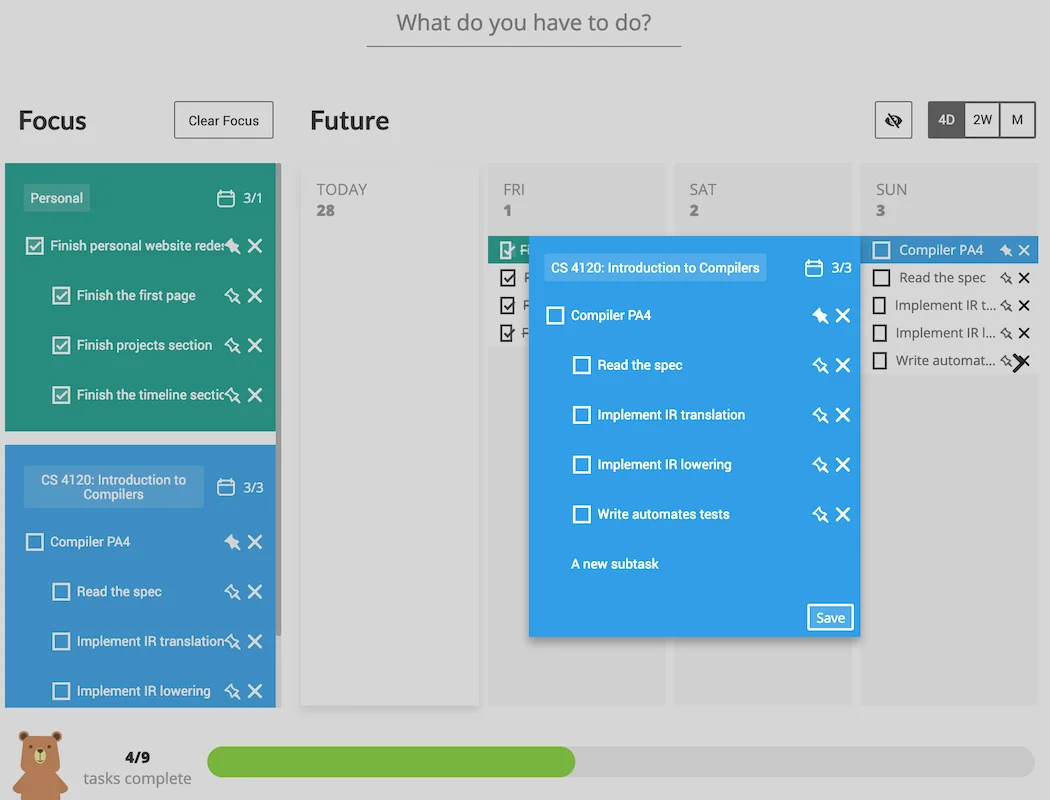 What do you have to do?
Focus
Clear Focus
Future
4D
2W
M
Personal
3/1
Finish personal website rede
Finish the first page
Finish projects section
Finish the timeline sectic
CS 4120: Introduction to
Compilers
3/3
Compiler PA4
Read the spec
Implement IR translation
Implement IR lowering
TODAY
28
FRI
1
SAT
2
SUN
3
Compiler PA4
Read the spec
Implement IR t...
Implement IR l...
Write automat...
CS 4120: Introduction to Compilers
3/3
Compiler PA4
Read the spec
Implement IR translation
Implement IR lowering
Write automates tests
A new subtask
Save
4/9
tasks complete